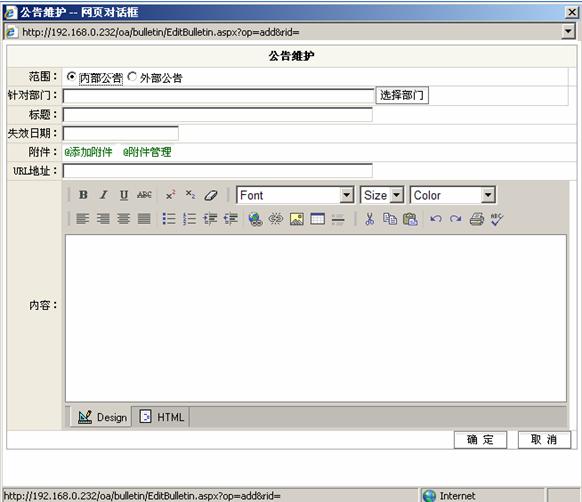 公告维护 -- 网页对话框
http://192.168.0.232/oa/bulletin/EditBulletin.aspx?op=add&rid=
公告维护
范围： 内部公告 外部公告
针对部门： 选择部门
标题：
失效日期：
附件： @添加附件 @附件管理
URL地址：
B I U ABC x² x₂ Font Size Color
ABC
内容：
Design HTML
确 定 取 消
http://192.168.0.232/oa/bulletin/EditBulletin.aspx?op=add&rid= Internet